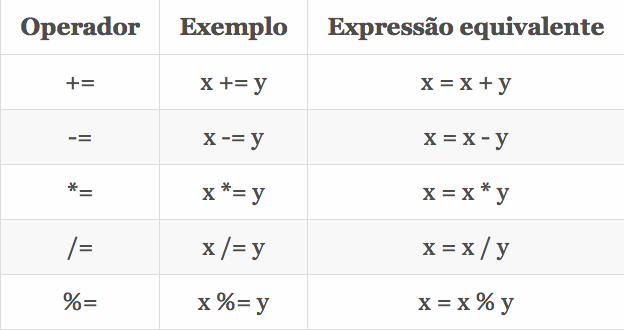 Operador Exemplo Expressão equivalente
+= x += y x = x + y
-= x -= y x = x - y
*= x *= y x = x * y
/= x /= y x = x / y
%= x %= y x = x % y